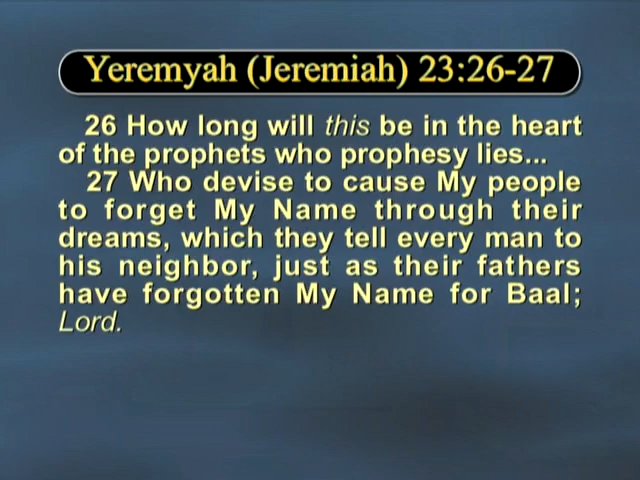 Yeremyah (Jeremiah) 23:26-27
26 How long will this be in the heart
of the prophets who prophesy lies...
27 Who devise to cause My people
to forget My Name through their
dreams, which they tell every man to
his neighbor, just as their fathers
have forgotten My Name for Baal;
Lord.